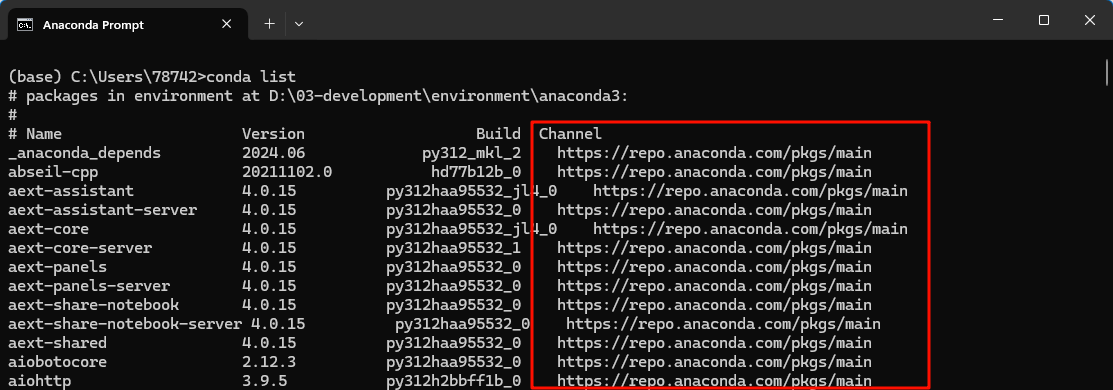 Anaconda Prompt
(base) C:\Users\78742>conda list
# packages in environment at D:\03-development\environment\anaconda3:
#
# Name                    Version                   Build  Channel
_anaconda_depends         2024.06             py312_mkl_2    https://repo.anaconda.com/pkgs/main
abseil-cpp                20211102.0           hd77b12b_0    https://repo.anaconda.com/pkgs/main
aext-assistant            4.0.15          py312haa95532_jl4_0    https://repo.anaconda.com/pkgs/main
aext-assistant-server     4.0.15          py312haa95532_0    https://repo.anaconda.com/pkgs/main
aext-core                 4.0.15          py312haa95532_jl4_0    https://repo.anaconda.com/pkgs/main
aext-core-server          4.0.15          py312haa95532_1    https://repo.anaconda.com/pkgs/main
aext-panels               4.0.15          py312haa95532_0    https://repo.anaconda.com/pkgs/main
aext-panels-server        4.0.15          py312haa95532_0    https://repo.anaconda.com/pkgs/main
aext-share-notebook       4.0.15          py312haa95532_0    https://repo.anaconda.com/pkgs/main
aext-share-notebook-server 4.0.15          py312haa95532_0    https://repo.anaconda.com/pkgs/main
aext-shared               4.0.15          py312haa95532_0    https://repo.anaconda.com/pkgs/main
aiobotocore               2.12.3          py312haa95532_0    https://repo.anaconda.com/pkgs/main
aiohttp                   3.9.5           py312h2bbff1b_0    https://repo.anaconda.com/pkgs/main